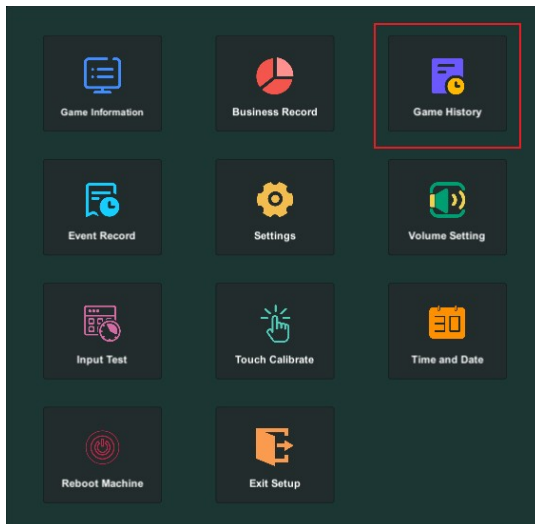 Game Information
Business Record
Game History
Event Record
Settings
Volume Setting
30
Input Test
Touch Calibrate
Time and Date
Reboot Machine
Exit Setup